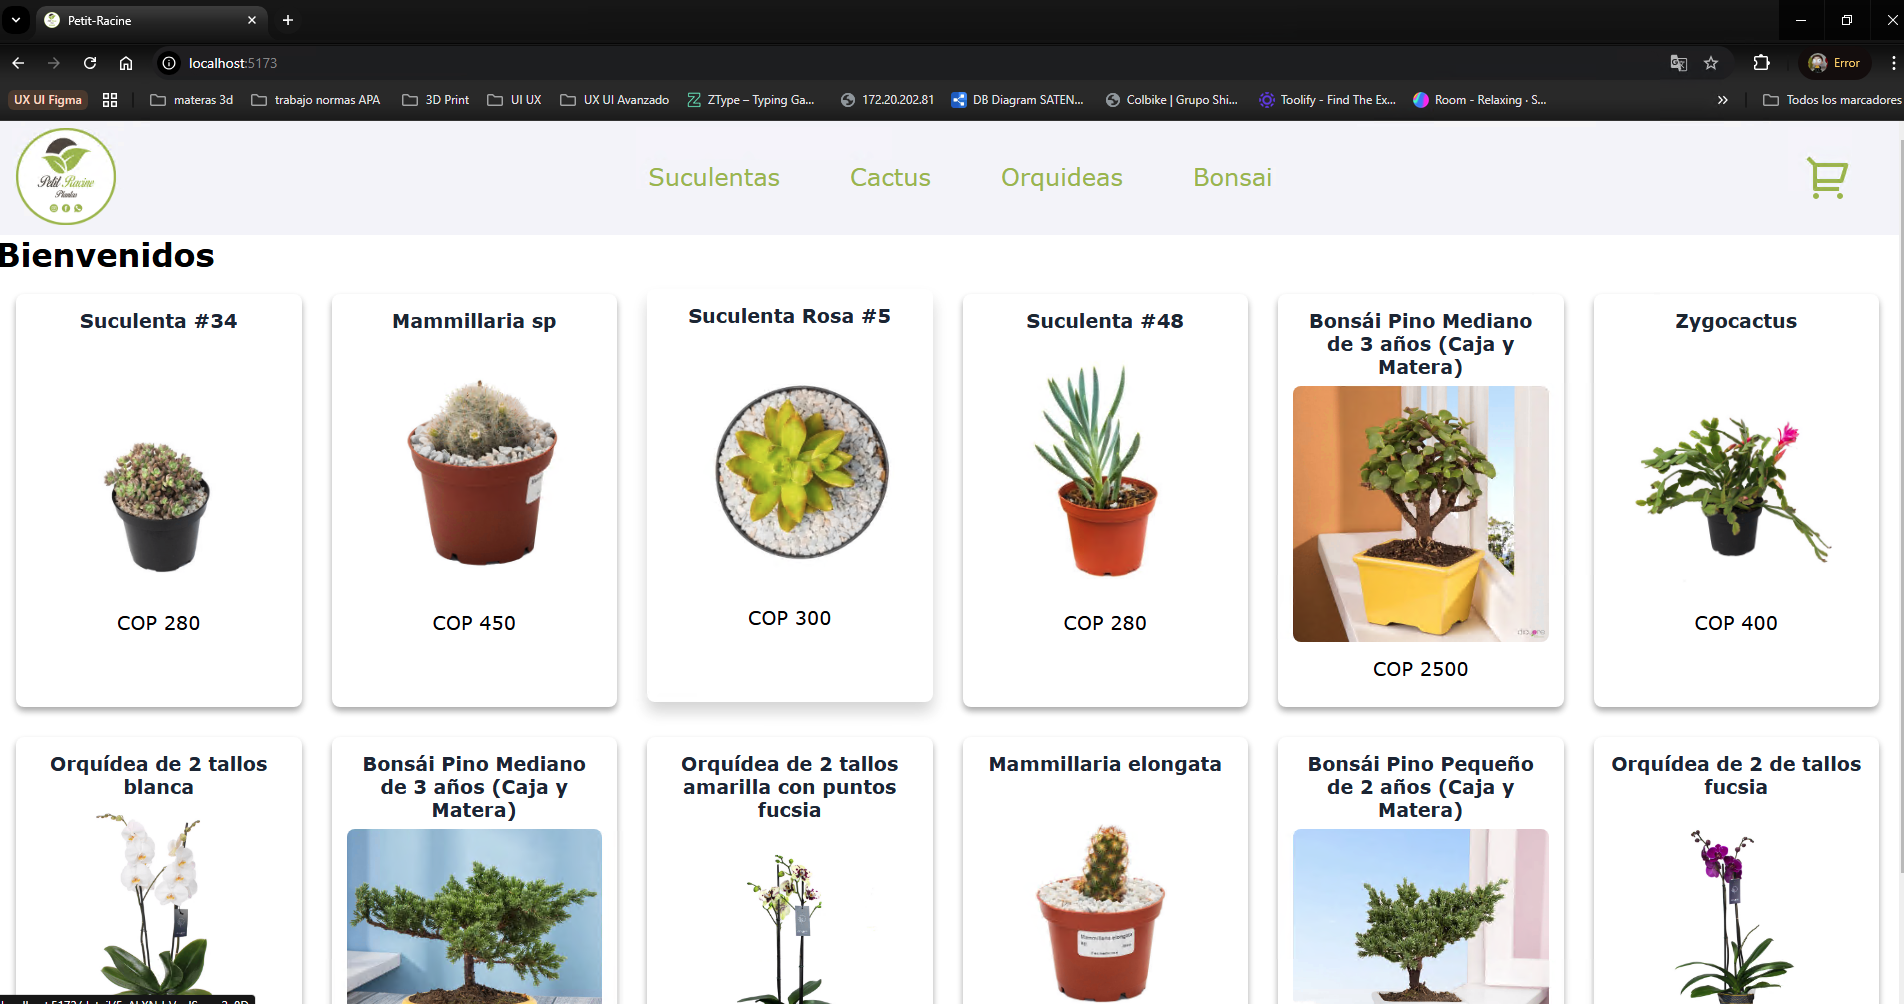 Petit-Racine
localhost:5173
Error
UX UI Figma
materas 3d
trabajo normas APA
3D Print
UI UX
UX UI Avanzado
ZType – Typing Ga...
172.20.202.81
DB Diagram SATEN...
Colbike | Grupo Shi...
Toolify - Find The Ex...
Room - Relaxing · S...
Todos los marcadores
Petit Racine
Plantas
Suculentas
Cactus
Orquideas
Bonsai
Bienvenidos
Suculenta #34
COP 280
Mammillaria sp
COP 450
Suculenta Rosa #5
COP 300
Suculenta #48
COP 280
Bonsái Pino Mediano
de 3 años (Caja y
Matera)
COP 2500
Zygocactus
COP 400
Orquídea de 2 tallos
blanca
Bonsái Pino Mediano
de 3 años (Caja y
Matera)
Orquídea de 2 tallos
amarilla con puntos
fucsia
Mammillaria elongata
Mammillaria elongata
Bonsái Pino Pequeño
de 2 años (Caja y
Matera)
Orquídea de 2 de tallos
fucsia